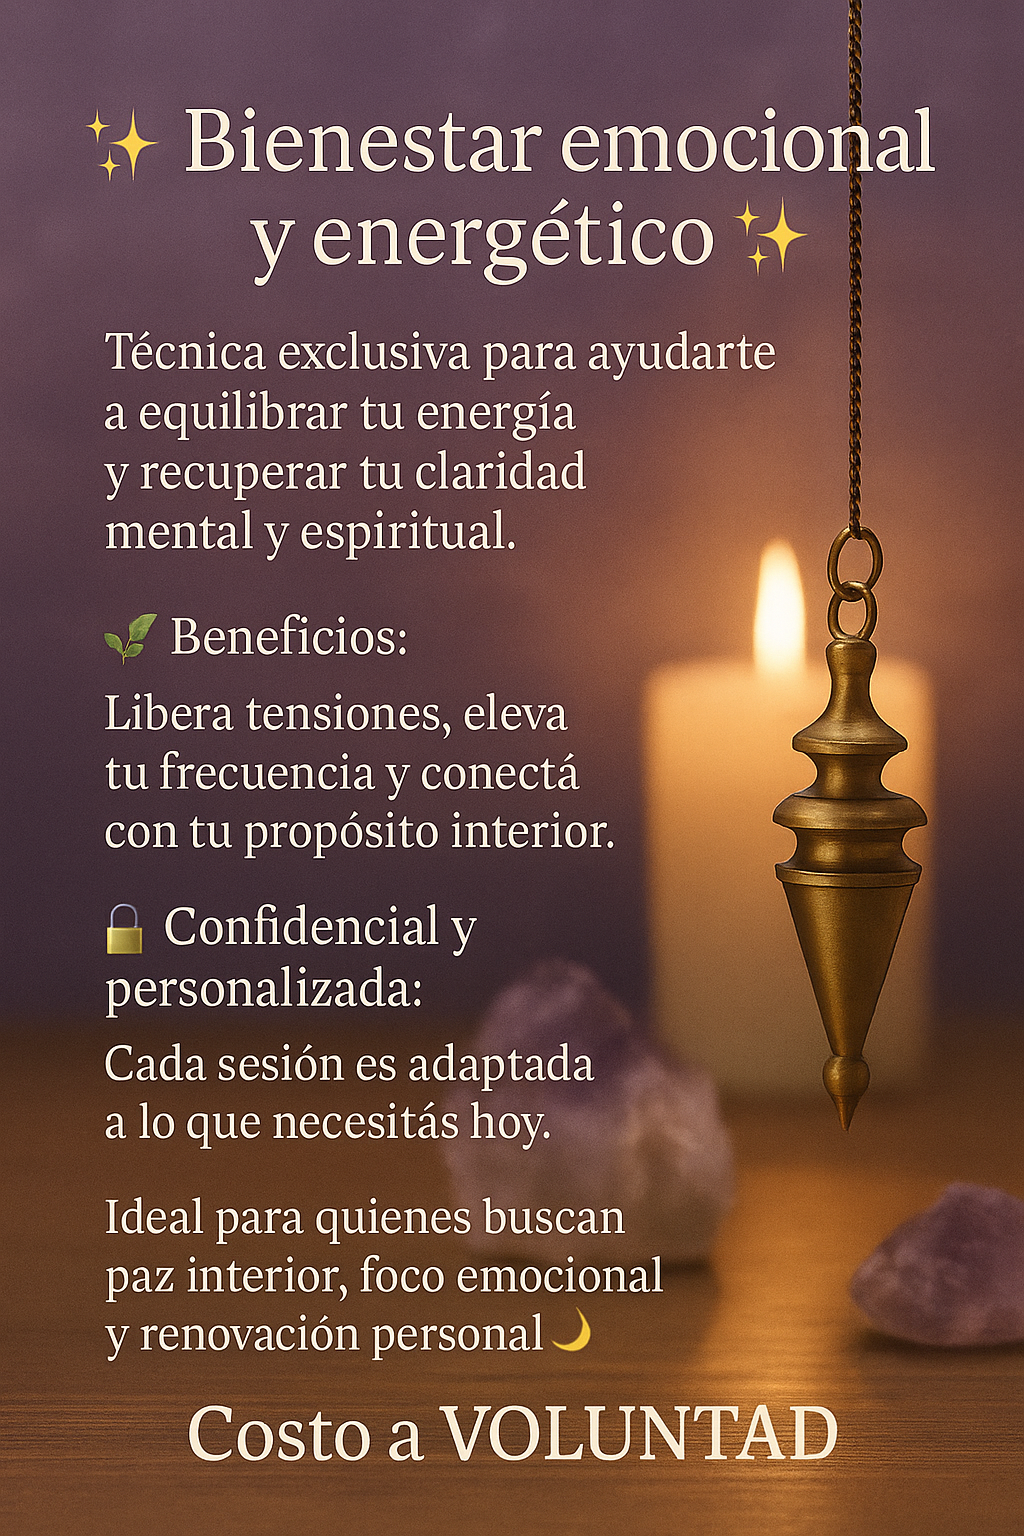 ✨ Bienestar emocional
y energético ✨
Técnica exclusiva para ayudarte
a equilibrar tu energía
y recuperar tu claridad
mental y espiritual.
🌿 Beneficios:
Libera tensiones, eleva
tu frecuencia y conectá
con tu propósito interior.
🔒 Confidencial y
personalizada:
Cada sesión es adaptada
a lo que necesitás hoy.
Ideal para quienes buscan
paz interior, foco emocional
y renovación personal🌙
Costo a VOLUNTAD